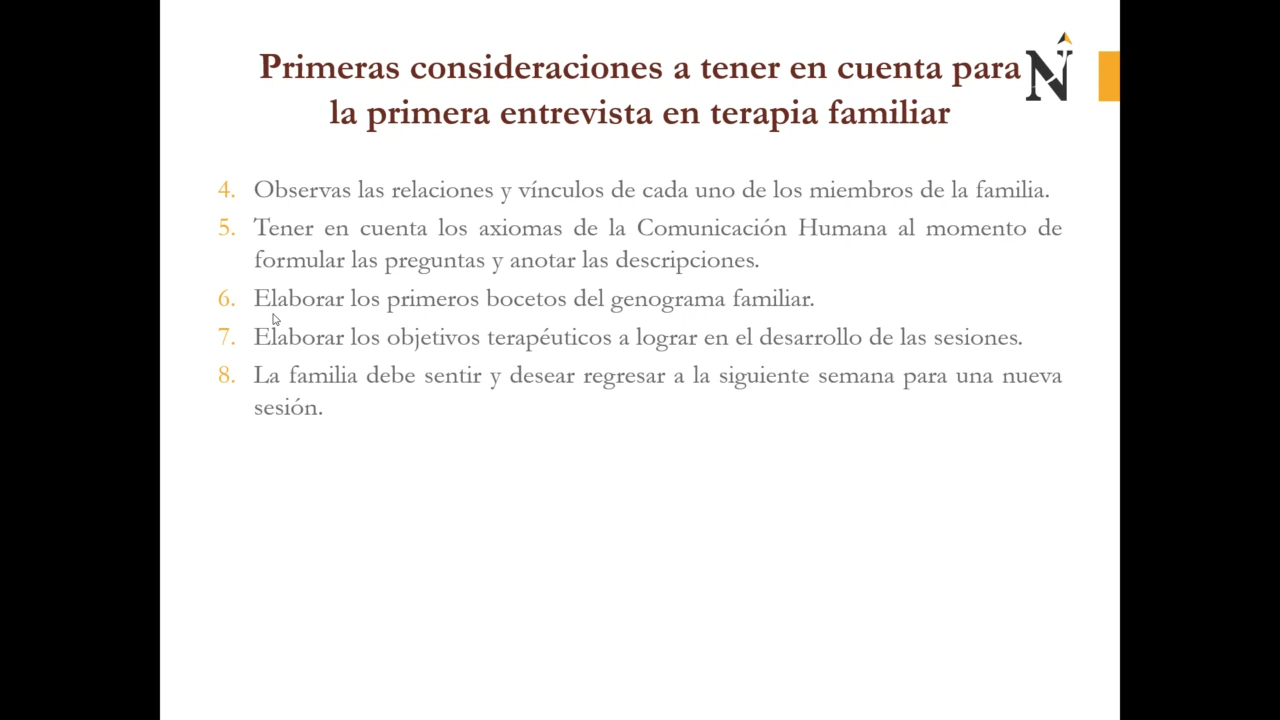 Primeras consideraciones a tener en cuenta para
la primera entrevista en terapia familiar
N
4. Observas las relaciones y vínculos de cada uno de los miembros de la familia.
5. Tener en cuenta los axiomas de la Comunicación Humana al momento de
formular las preguntas y anotar las descripciones.
6. Elaborar los primeros bocetos del genograma familiar.
7. Elaborar los objetivos terapéuticos a lograr en el desarrollo de las sesiones.
8. La familia debe sentir y desear regresar a la siguiente semana para una nueva
sesión.